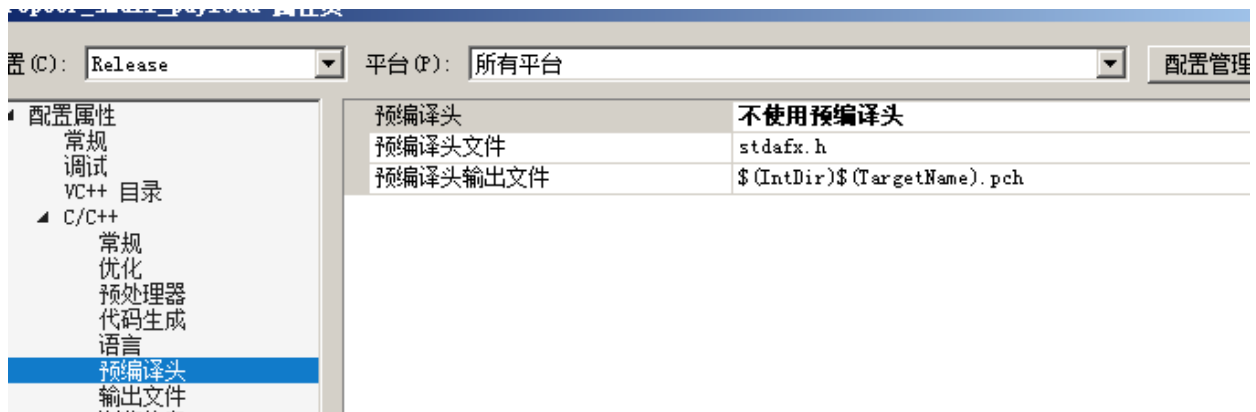 置(C): Release 平台(P): 所有平台 配置管理
配置属性
常规
调试
VC++ 目录
C/C++
常规
优化
预处理器
代码生成
语言
预编译头
输出文件
预编译头 不使用预编译头
预编译头文件 stdafx.h
预编译头输出文件 $(IntDir)$(TargetName).pch